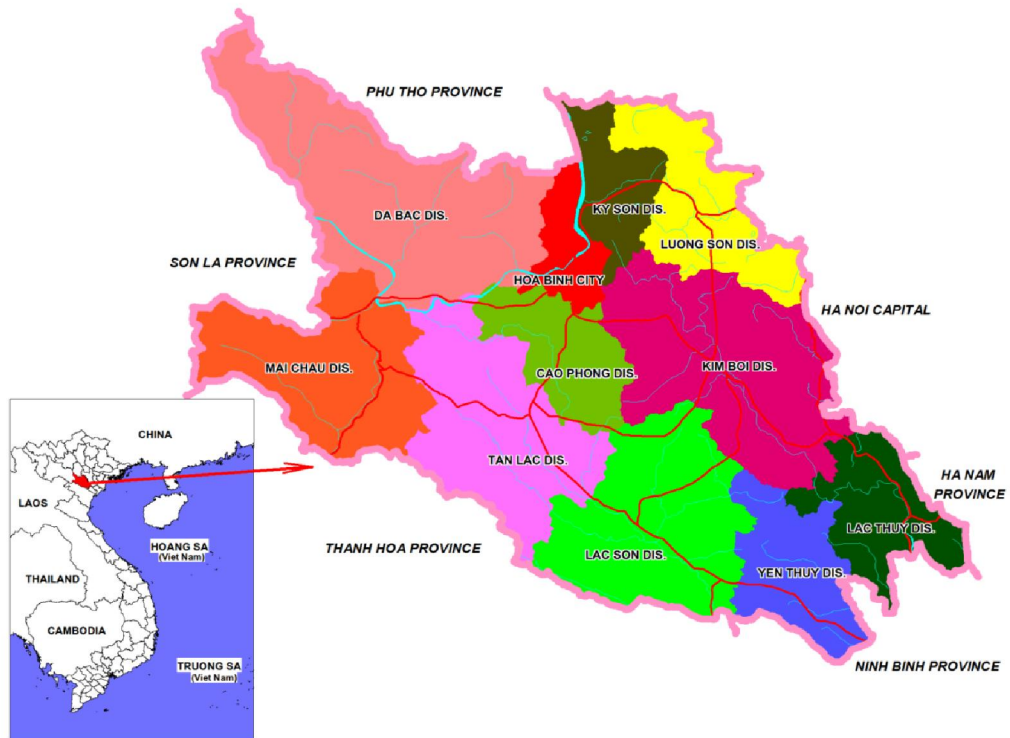 PHU THO PROVINCE
DA BAC DIS.
KY SON DIS.
LUONG SON DIS.
SON LA PROVINCE
HOA BINH CITY
HA NOI CAPITAL
MAI CHAU DIS.
CAO PHONG DIS.
KIM BOI DIS.
TAN LAC DIS.
HA NAM
PROVINCE
LAC THUY DIS.
THANH HOA PROVINCE
LAC SON DIS.
YEN THUY DIS.
NINH BINH PROVINCE
CHINA
LAOS
HOANG SA
(Viet Nam)
THAILAND
CAMBODIA
TRUONG SA
(Viet Nam)